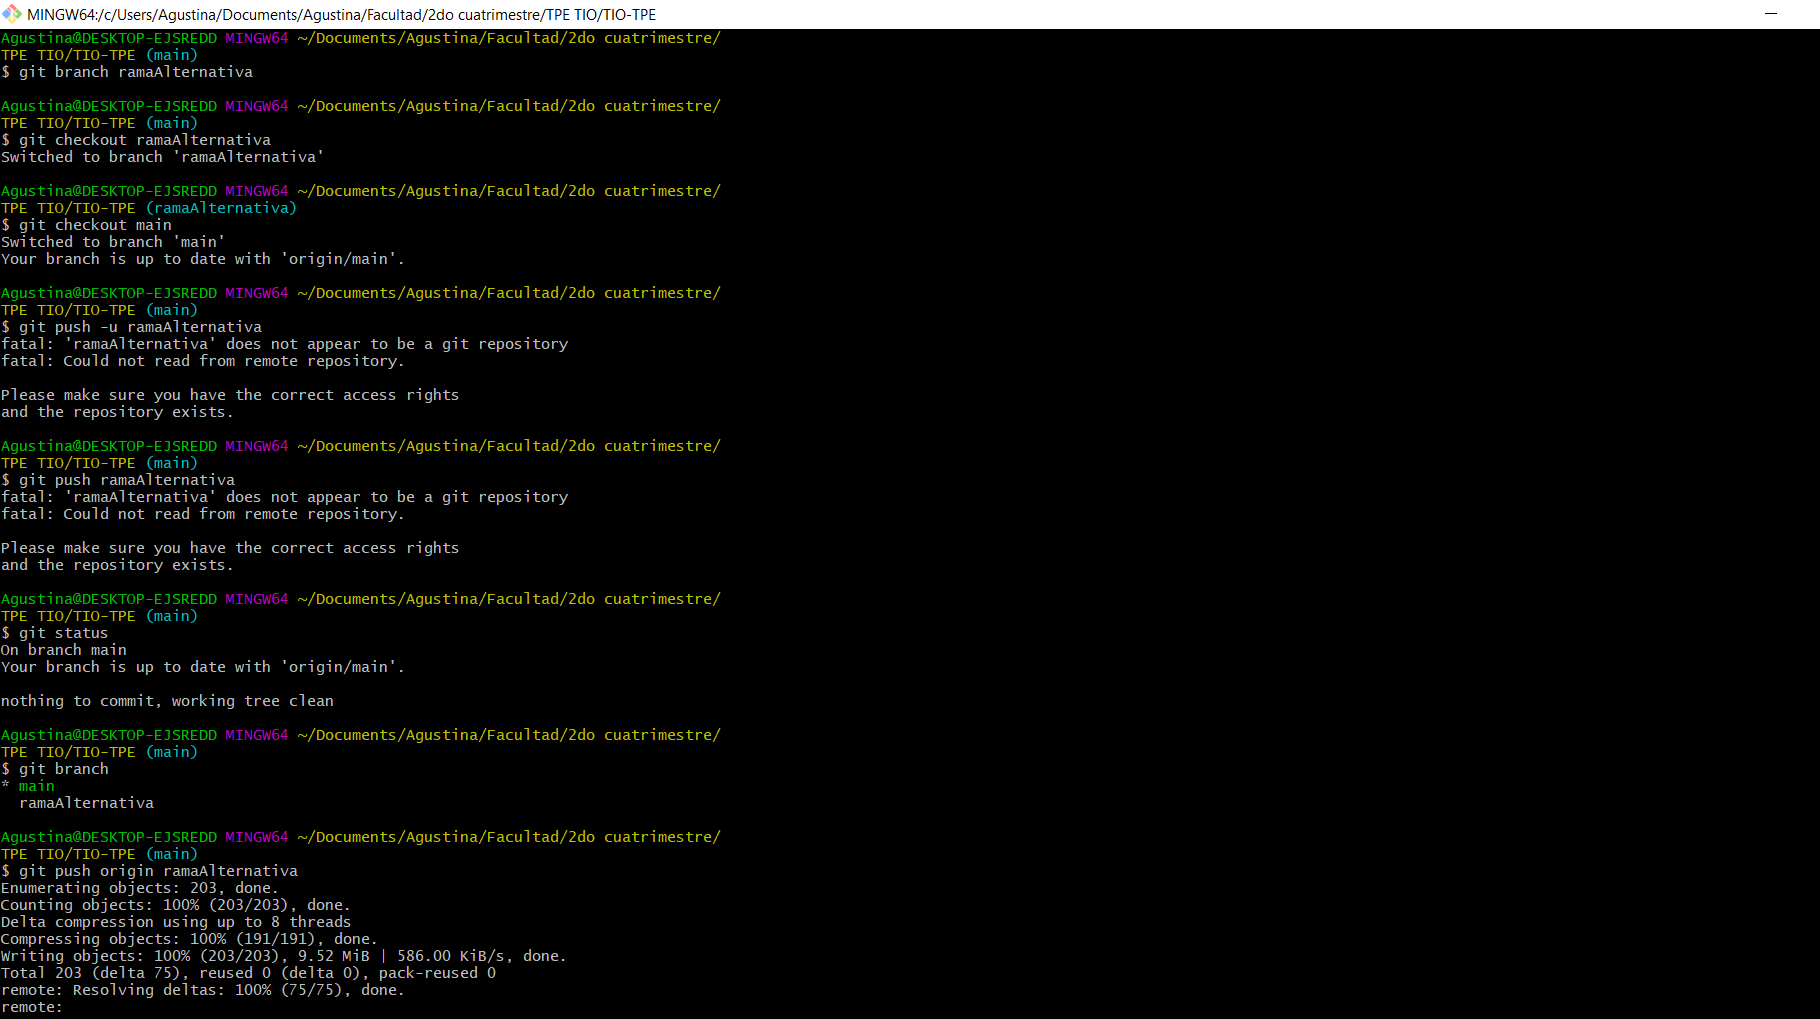 MINGW64:/c/Users/Agustina/Documents/Agustina/Facultad/2do cuatrimestre/TPE TIO/TIO-TPE
Agustina@DESKTOP-EJSREDD MINGW64 ~/Documents/Agustina/Facultad/2do cuatrimestre/
TPE TIO/TIO-TPE (main)
$ git branch ramaAlternativa
Agustina@DESKTOP-EJSREDD MINGW64 ~/Documents/Agustina/Facultad/2do cuatrimestre/
TPE TIO/TIO-TPE (main)
$ git checkout ramaAlternativa
Switched to branch 'ramaAlternativa'
Agustina@DESKTOP-EJSREDD MINGW64 ~/Documents/Agustina/Facultad/2do cuatrimestre/
TPE TIO/TIO-TPE (ramaAlternativa)
$ git checkout main
Switched to branch 'main'
Your branch is up to date with 'origin/main'.
Agustina@DESKTOP-EJSREDD MINGW64 ~/Documents/Agustina/Facultad/2do cuatrimestre/
TPE TIO/TIO-TPE (main)
$ git push -u ramaAlternativa
fatal: 'ramaAlternativa' does not appear to be a git repository
fatal: Could not read from remote repository.
Please make sure you have the correct access rights
and the repository exists.
Agustina@DESKTOP-EJSREDD MINGW64 ~/Documents/Agustina/Facultad/2do cuatrimestre/
TPE TIO/TIO-TPE (main)
$ git push ramaAlternativa
fatal: 'ramaAlternativa' does not appear to be a git repository
fatal: Could not read from remote repository.
Please make sure you have the correct access rights
and the repository exists.
Agustina@DESKTOP-EJSREDD MINGW64 ~/Documents/Agustina/Facultad/2do cuatrimestre/
TPE TIO/TIO-TPE (main)
$ git status
On branch main
Your branch is up to date with 'origin/main'.
nothing to commit, working tree clean
Agustina@DESKTOP-EJSREDD MINGW64 ~/Documents/Agustina/Facultad/2do cuatrimestre/
TPE TIO/TIO-TPE (main)
$ git branch
* main
ramaAlternativa
Agustina@DESKTOP-EJSREDD MINGW64 ~/Documents/Agustina/Facultad/2do cuatrimestre/
TPE TIO/TIO-TPE (main)
$ git push origin ramaAlternativa
Enumerating objects: 203, done.
Counting objects: 100% (203/203), done.
Delta compression using up to 8 threads
Compressing objects: 100% (191/191), done.
Writing objects: 100% (203/203), 9.52 MiB | 586.00 KiB/s, done.
Total 203 (delta 75), reused 0 (delta 0), pack-reused 0
remote: Resolving deltas: 100% (75/75), done.
remote: